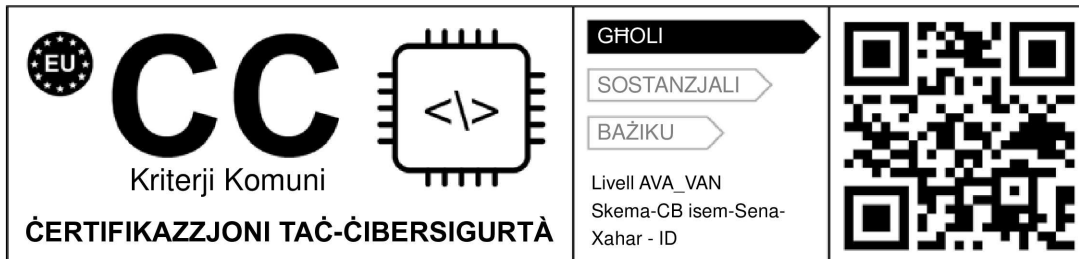 EU
CC
<\>
Kriterji Komuni
ĊERTIFIKAZZJONI TAĊ-ĊIBERSIGURTÀ
GĦOLI
SOSTANZJALI
BAŻIKU
Livell AVA_VAN
Skema-CB isem-Sena-
Xahar - ID